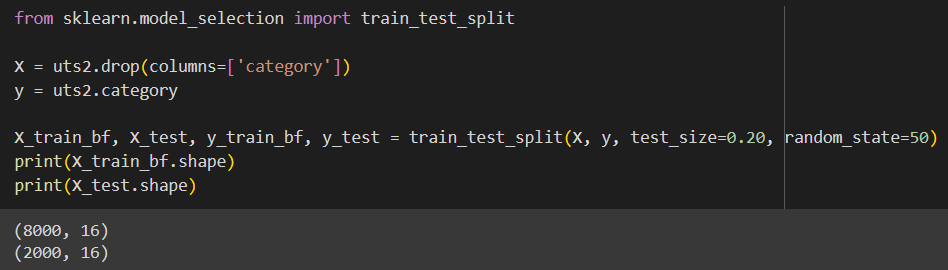 from sklearn.model_selection import train_test_split
X = uts2.drop(columns=['category'])
y = uts2.category
X_train_bf, X_test, y_train_bf, y_test = train_test_split(X, y, test_size=0.20, random_state=50)
print(X_train_bf.shape)
print(X_test.shape)
(8000, 16)
(2000, 16)